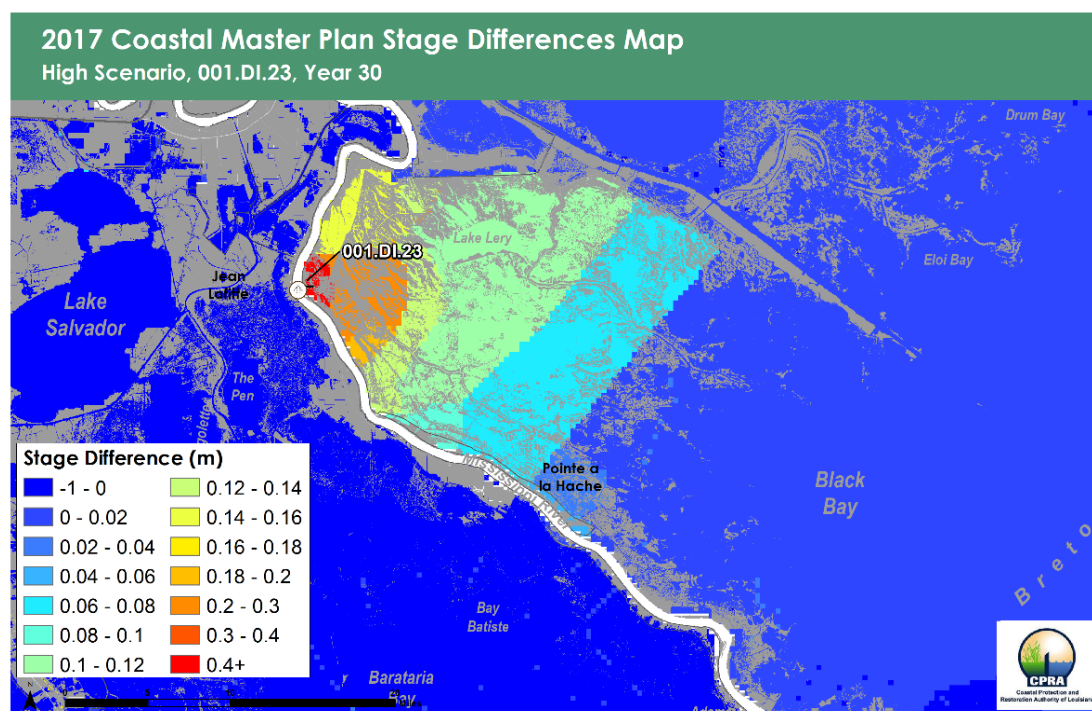 2017 Coastal Master Plan Stage Differences Map
High Scenario, 001.DI.23, Year 30
Drum Bay
Lake Lery
001.DI.23
Eloi Bay
Jean
Lafitte
Lake
Salvador
The
Pen
Stage Difference (m)
-1 - 0
0 - 0.02
0.02 - 0.04
0.04 - 0.06
0.06 - 0.08
0.08 - 0.1
0.1 - 0.12
0.12 - 0.14
0.14 - 0.16
0.16 - 0.18
0.18 - 0.2
0.2 - 0.3
0.3 - 0.4
0.4+
Mississippi River
Pointe a
la Hache
Black
Bay
Breto
Bay
Batiste
Barataria
Bay
N
0
CPRA
Coastal Protection and
Restoration Authority of Louisiana